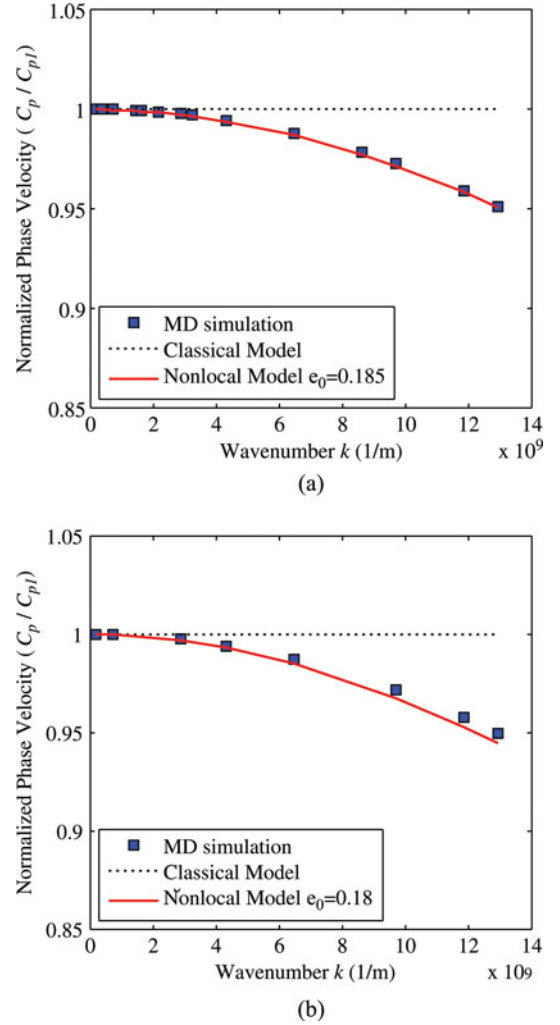 1.05
1
0.95
0.9
0.85
Normalized Phase Velocity ( Cp / Cp1)
MD simulation
Classical Model
Nonlocal Model e0=0.185
0 2 4 6 8 10 12 14
Wavenumber k (1/m)
x 10^9
(a)
1.05
1
0.95
0.9
0.85
Normalized Phase Velocity ( Cp / Cp1)
MD simulation
Classical Model
Nonlocal Model e0=0.18
0 2 4 6 8 10 12 14
Wavenumber k (1/m)
x 109
(b)